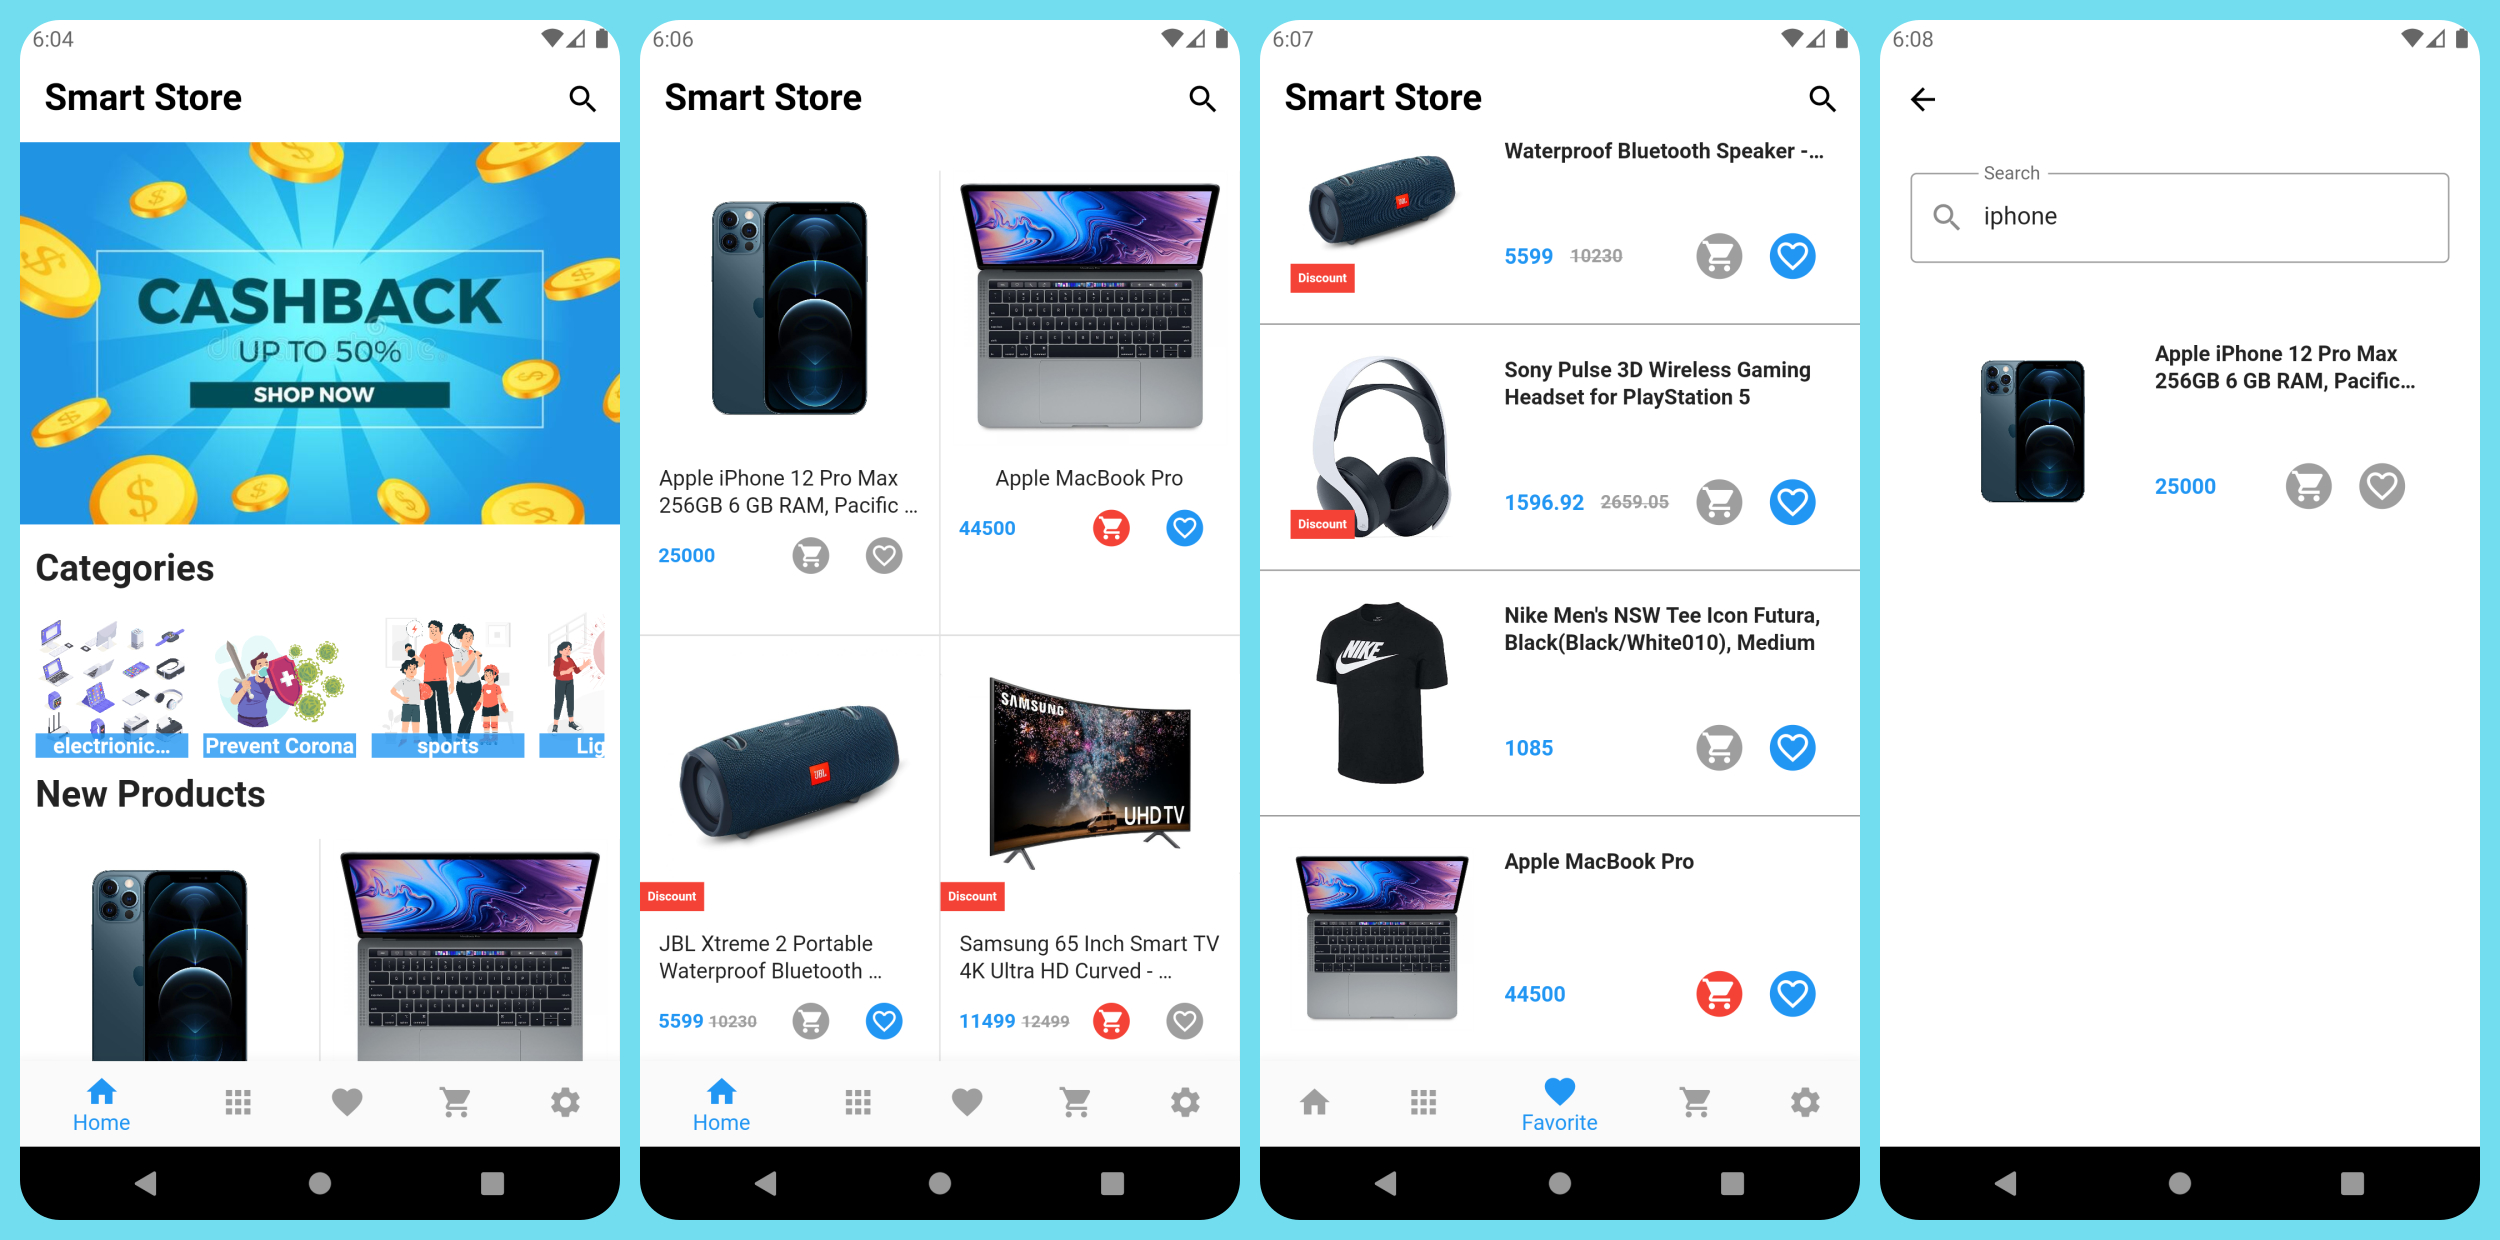 6:04
Smart Store
CASHBACK
UP TO 50%
SHOP NOW
Categories
electrionic...
Prevent Corona
sports
Lig
New Products
Home
6:06
Smart Store
Apple iPhone 12 Pro Max
256GB 6 GB RAM, Pacific ...
25000
Apple MacBook Pro
44500
JBL
Discount
JBL Xtreme 2 Portable
Waterproof Bluetooth ...
5599 10230
SAMSUNG
UHD TV
Discount
Samsung 65 Inch Smart TV
4K Ultra HD Curved - ...
11499 12499
Home
6:07
Smart Store
Waterproof Bluetooth Speaker -...
JBL
5599 10230
Discount
Sony Pulse 3D Wireless Gaming
Headset for PlayStation 5
1596.92 2659.05
Discount
Nike Men's NSW Tee Icon Futura,
Black(Black/White010), Medium
NIKE
1085
Apple MacBook Pro
44500
Favorite
6:08
Search
iphone
Apple iPhone 12 Pro Max
256GB 6 GB RAM, Pacific...
25000